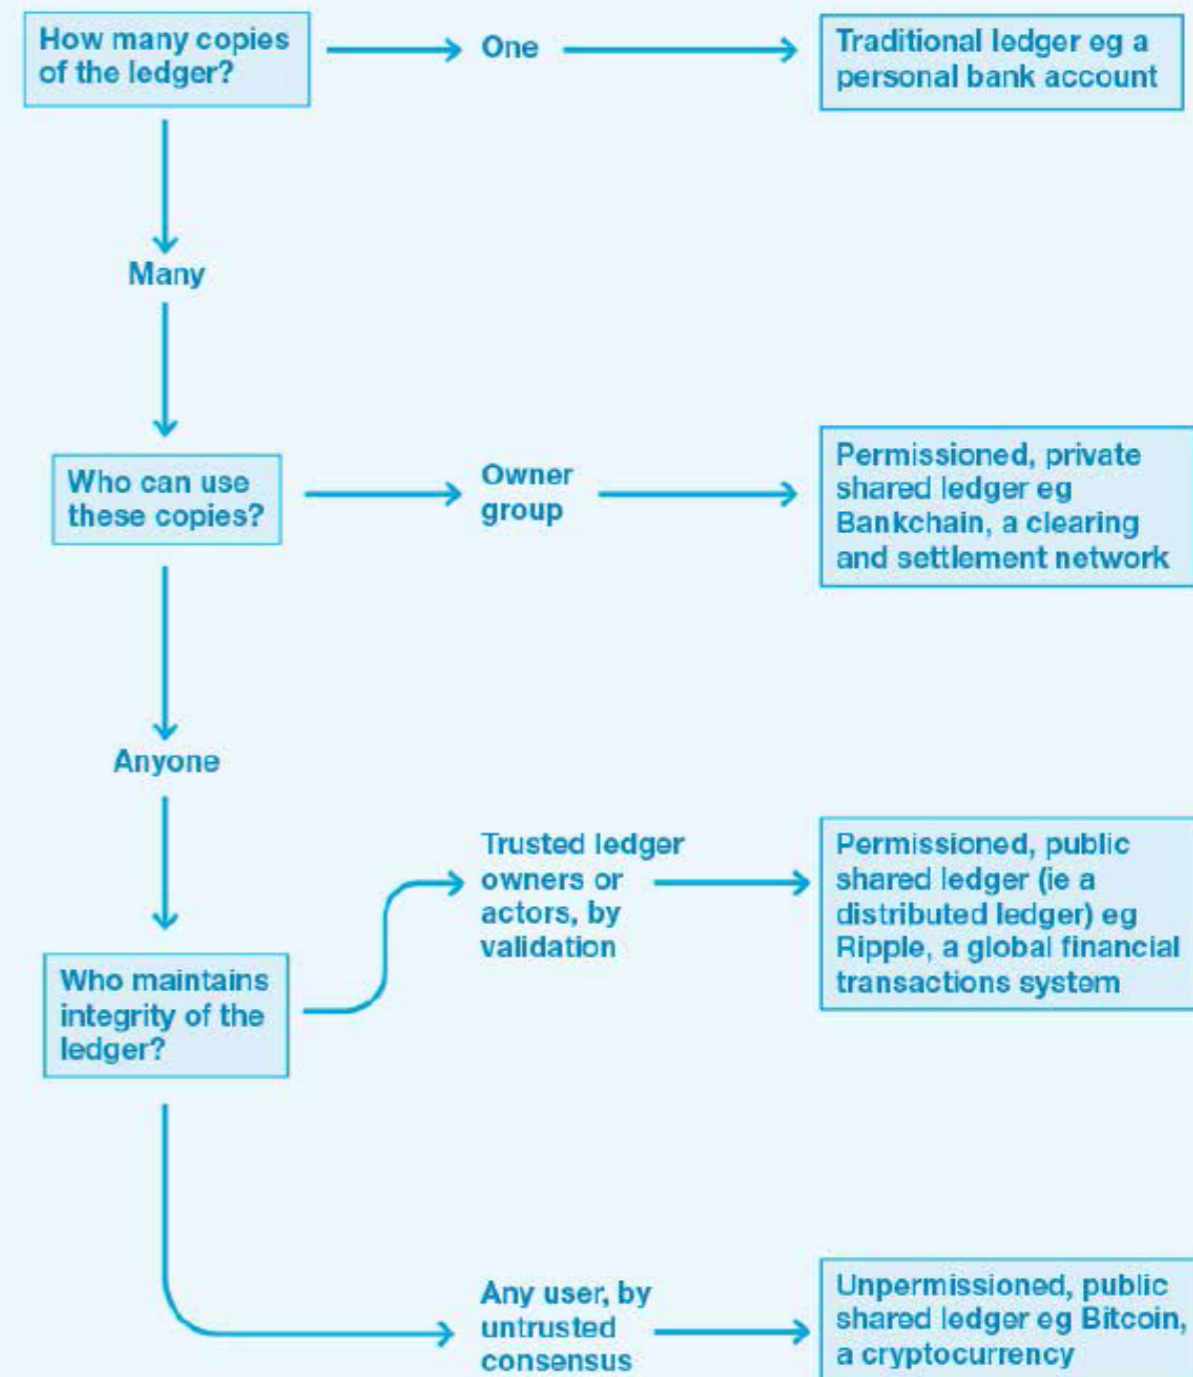 How many copies
of the ledger?
One
Traditional ledger eg a
personal bank account
Many
Who can use
these copies?
Owner
group
Permissioned, private
shared ledger eg
Bankchain, a clearing
and settlement network
Anyone
Who maintains
integrity of the
ledger?
Trusted ledger
owners or
actors, by
validation
Permissioned, public
shared ledger (ie a
distributed ledger) eg
Ripple, a global financial
transactions system
Any user, by
untrusted
consensus
Unpermissioned, public
shared ledger eg Bitcoin,
a cryptocurrency